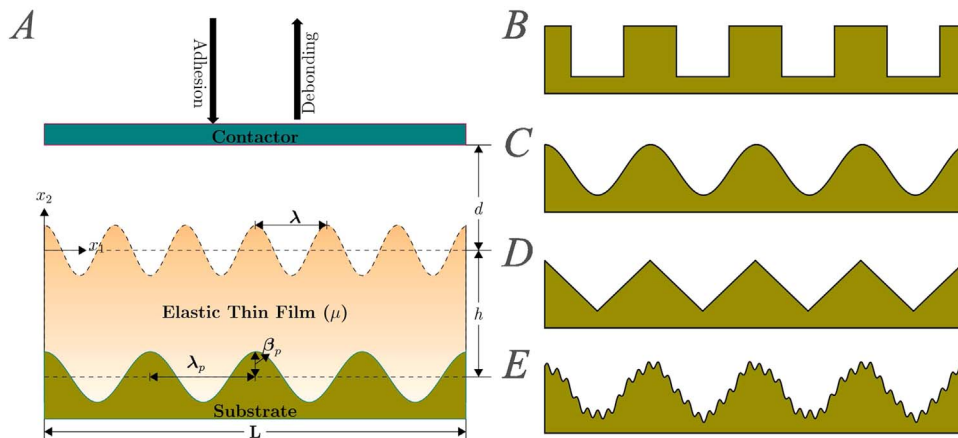 A
Adhesion
Debonding
Contactor
x₂
x₁
λ
d
Elastic Thin Film (μ)
h
λₚ
βₚ
Substrate
L
B
C
D
E